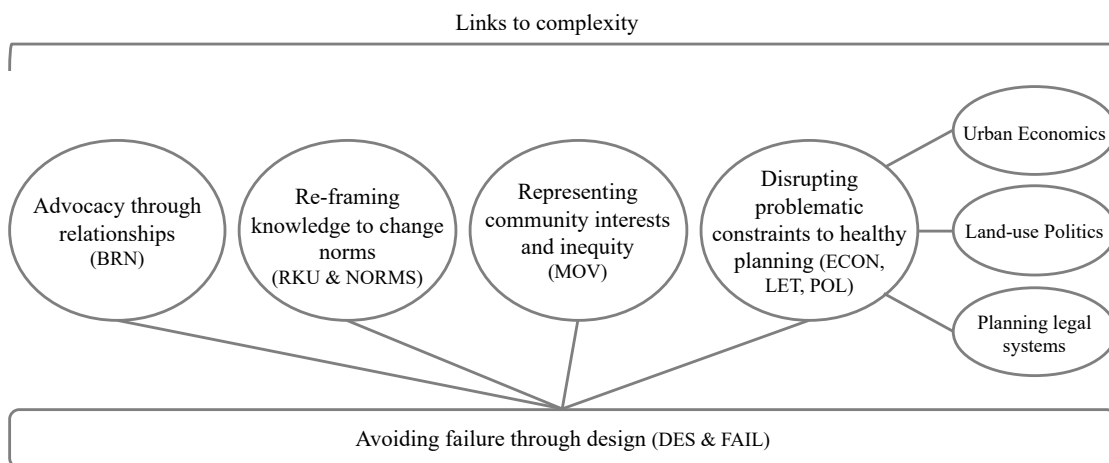 Links to complexity
Advocacy through
relationships
(BRN)
Re-framing
knowledge to change
norms
(RKU & NORMS)
Representing
community interests
and inequity
(MOV)
Disrupting
problematic
constraints to healthy
planning (ECON,
LET, POL)
Urban Economics
Land-use Politics
Planning legal
systems
Avoiding failure through design (DES & FAIL)